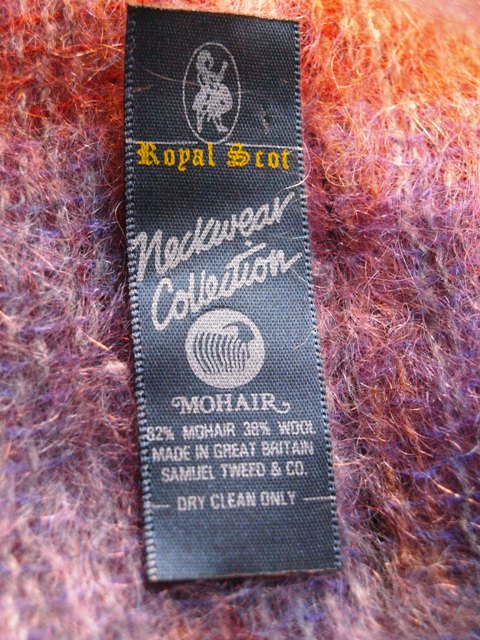 Royal Scot
Neckwear
Collection
MOHAIR
62% MOHAIR 38% WOOL
MADE IN GREAT BRITAIN
SAMUEL TWEED & CO.
DRY CLEAN ONLY